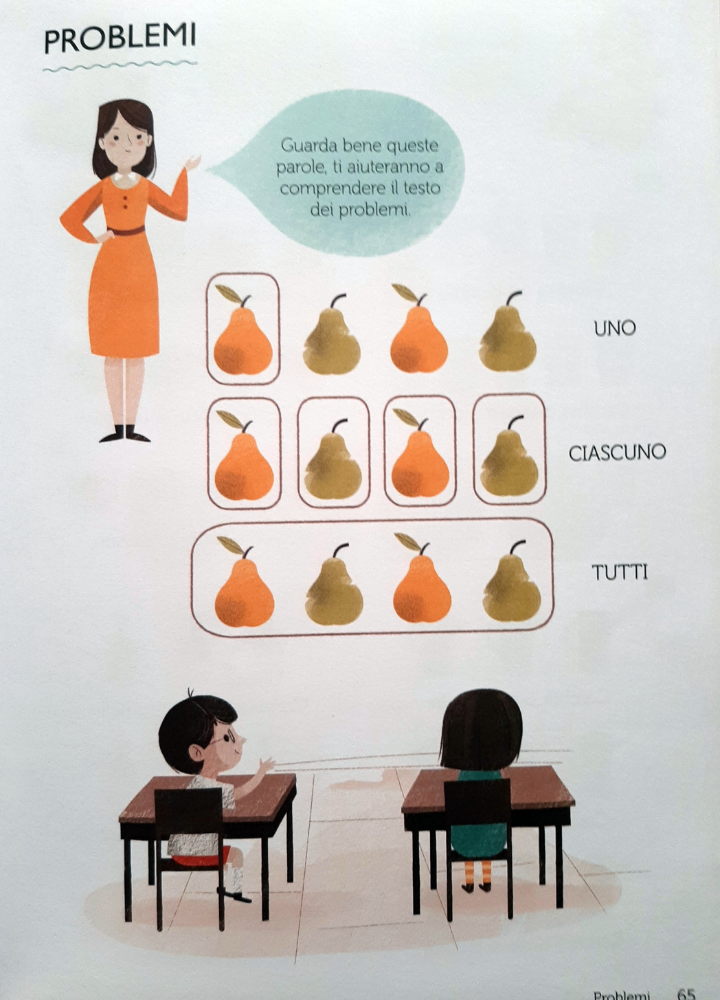 PROBLEMI
Guarda bene queste
parole, ti aiuteranno a
comprendere il testo
dei problemi.
UNO
CIASCUNO
TUTTI
Problemi 65